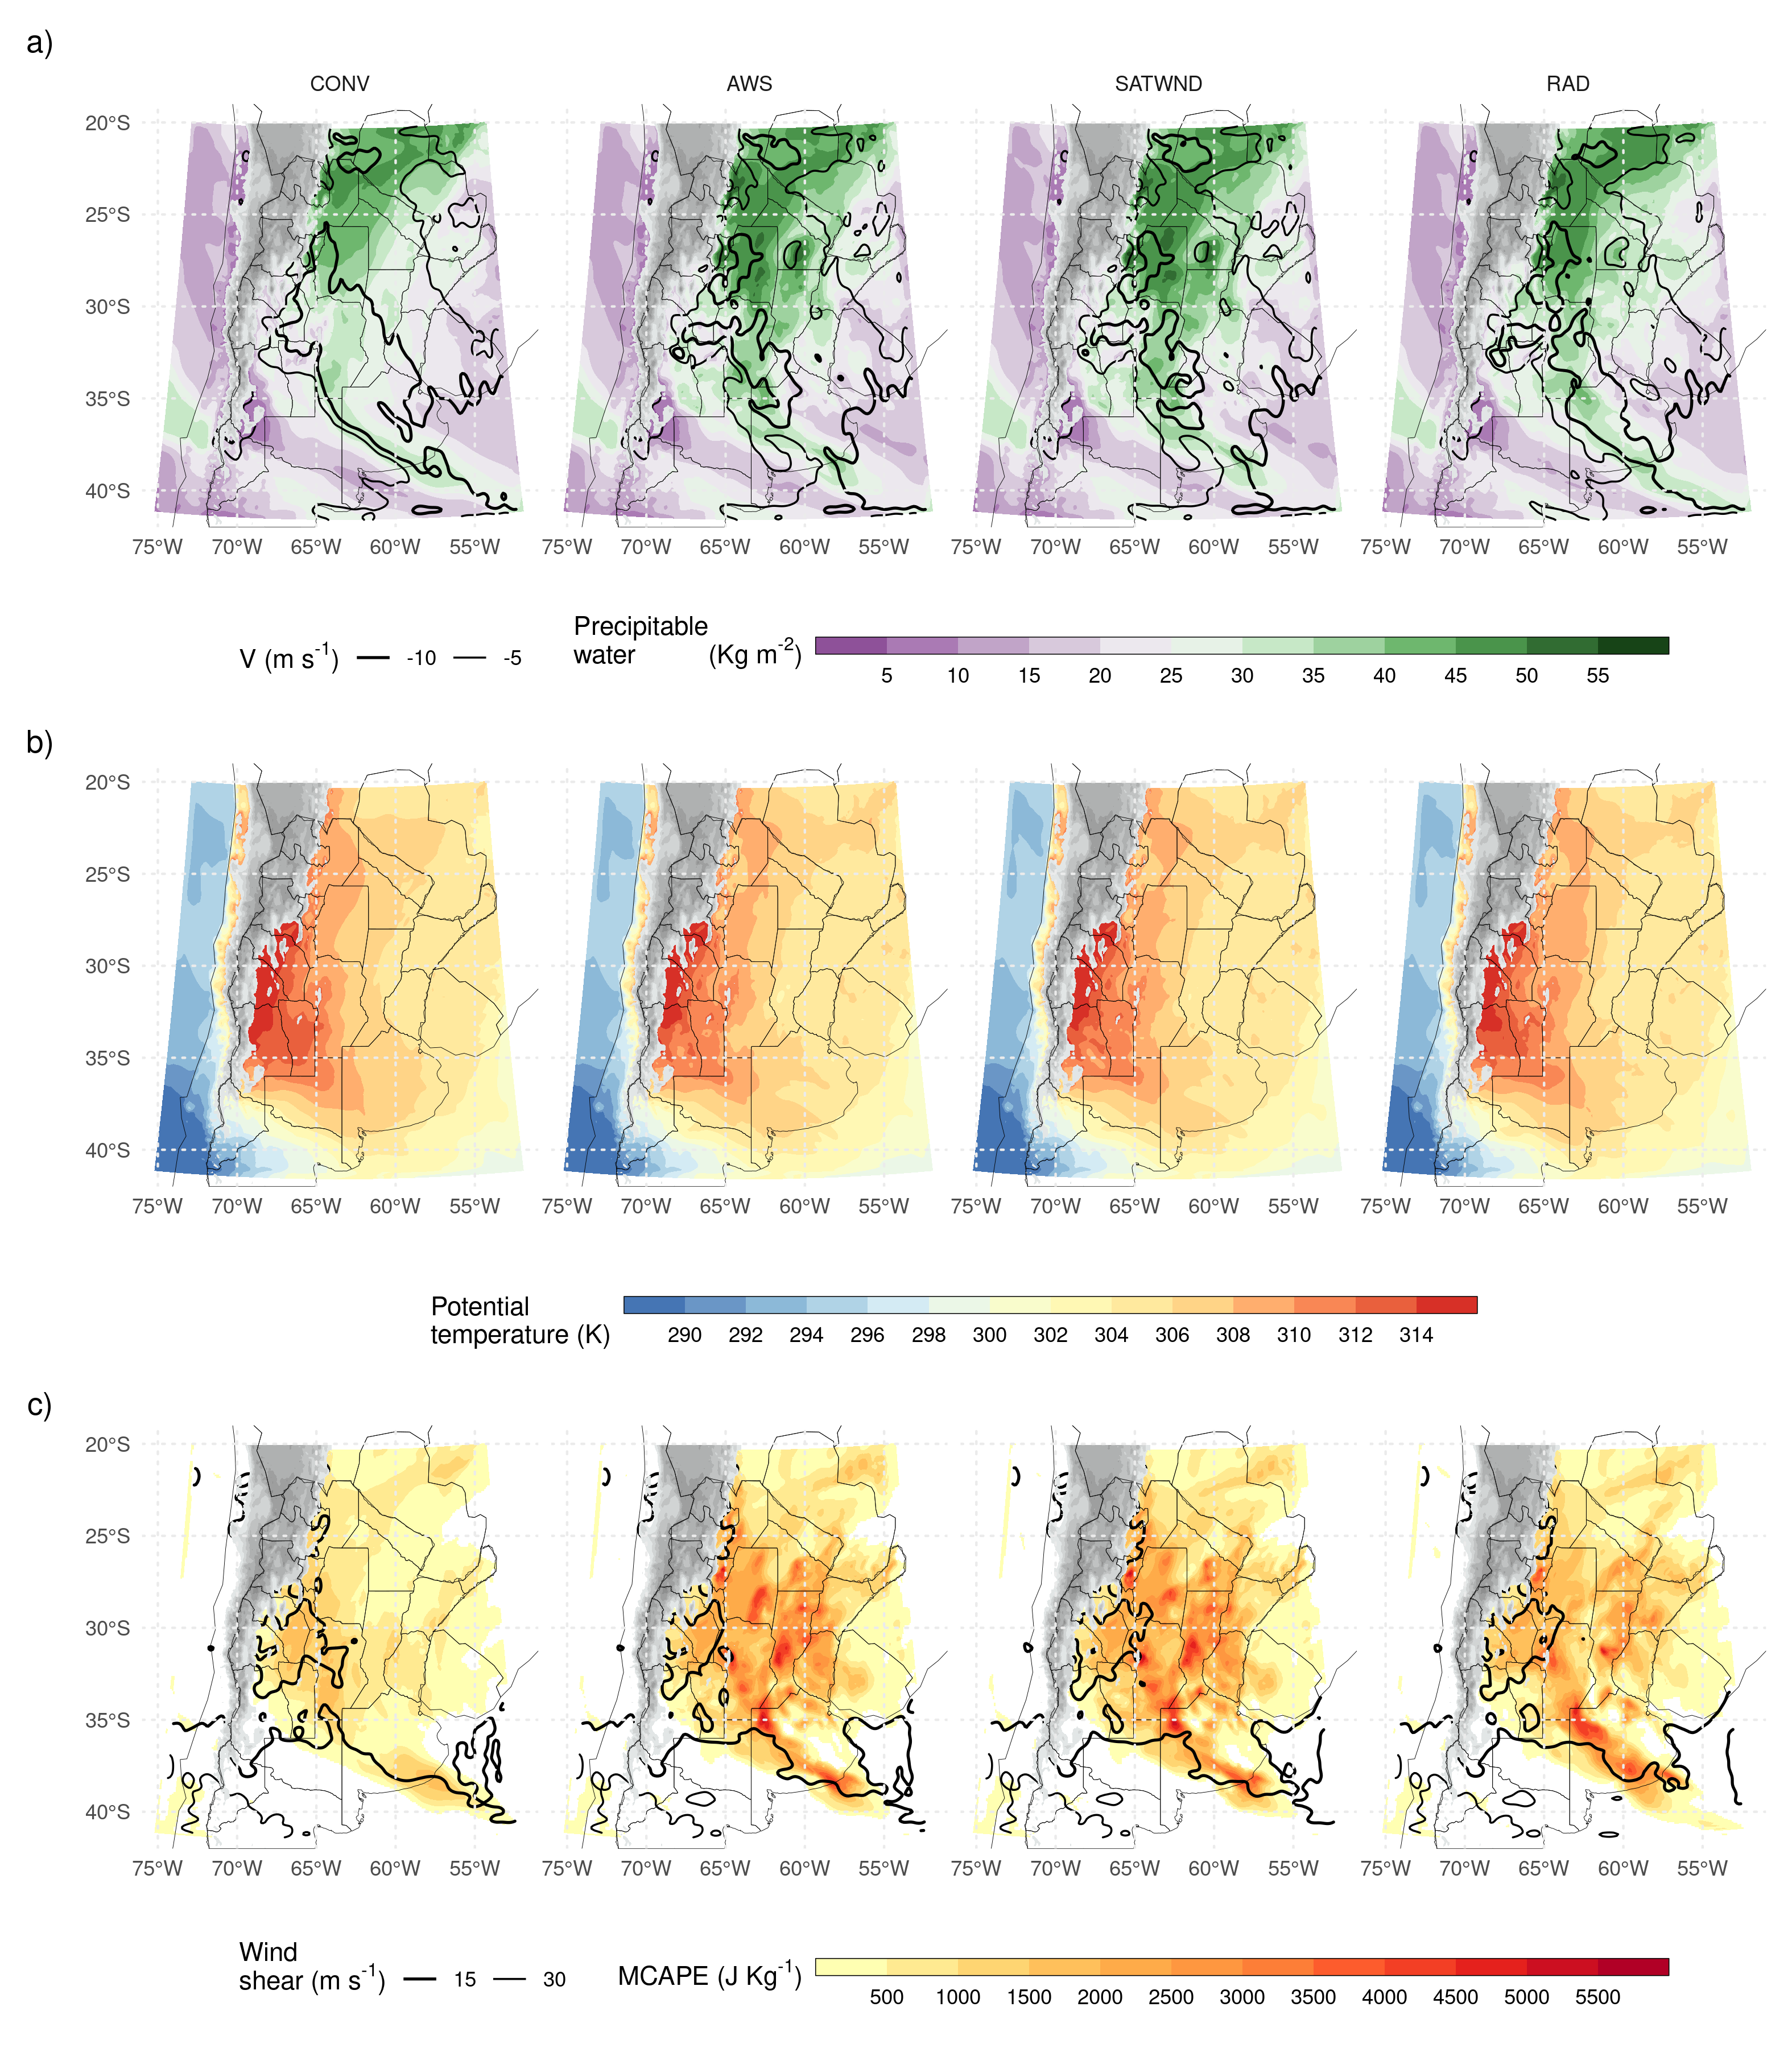 a)
CONV AWS SATWND RAD
20°S
25°S
30°S
35°S
40°S
75°W 70°W 65°W 60°W 55°W 75°W 70°W 65°W 60°W 55°W 75°W 70°W 65°W 60°W 55°W 75°W 70°W 65°W 60°W 55°W
V (m s-1) -10 -5
Precipitable
water (Kg m-2)
5 10 15 20 25 30 35 40 45 50 55
b)
20°S
25°S
30°S
35°S
40°S
75°W 70°W 65°W 60°W 55°W 75°W 70°W 65°W 60°W 55°W 75°W 70°W 65°W 60°W 55°W 75°W 70°W 65°W 60°W 55°W
Potential
temperature (K)
290 292 294 296 298 300 302 304 306 308 310 312 314
c)
20°S
25°S
30°S
35°S
40°S
75°W 70°W 65°W 60°W 55°W 75°W 70°W 65°W 60°W 55°W 75°W 70°W 65°W 60°W 55°W 75°W 70°W 65°W 60°W 55°W
Wind
shear (m s-1) 15 30
MCAPE (J Kg-1)
500 1000 1500 2000 2500 3000 3500 4000 4500 5000 5500